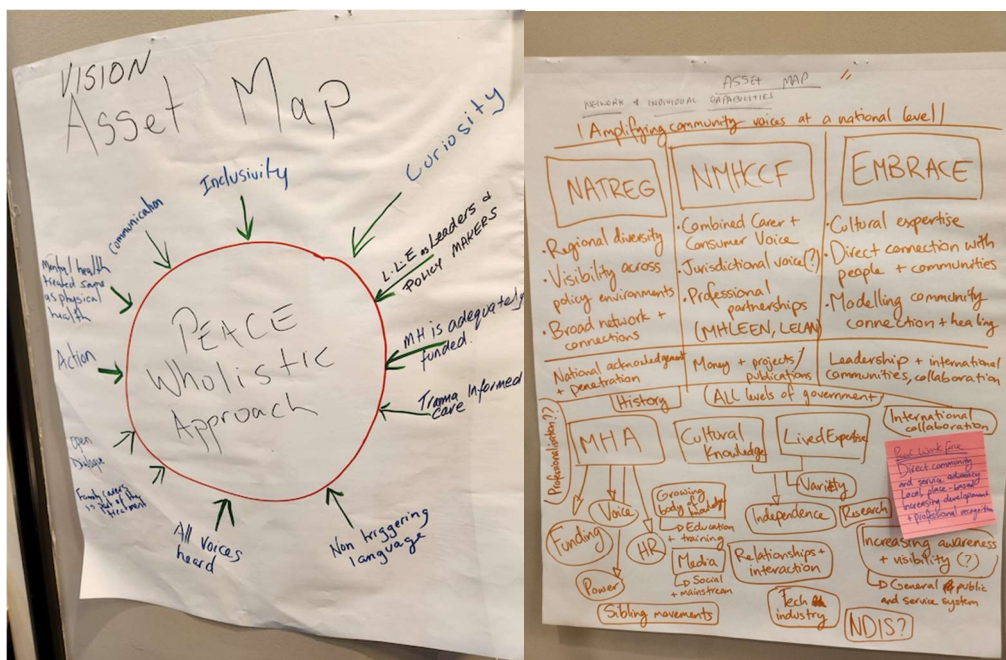 VISION
Asset Map
Inclusivity
Curiosity
communication
L.L.E as Leaders &
POLICY MAKERS
Mental health
treated same
as physical
health
MH is adequately
funded.
Action
Trauma informed
care
Open
Dialogue
Family/carers
is part of the
treatment
All voices
heard
Non triggering
language
PEACE
Wholistic
Approach
ASSET MAP
NETWORK & INDIVIDUAL CAPABILITIES
Amplifying community voices at a national level
NATREG
• Regional diversity
• Visibility across
policy environments
• Broad network +
connections
National acknowledgment
+ penetration
NMHCCF
• Combined Carer +
Consumer Voice
• Jurisdictional voice(?)
• Professional
partnerships
(MHLEEN, LELAN)
Money + projects/
publications
EMBRACE
• Cultural expertise
• Direct connection with
people + communities
• Modelling community
connection + healing
Leadership + international
communities, collaboration
History
ALL levels of government
International
collaboration
Professionalisation??
MHA
Cultural
Knowledge
Lived Expertise
Variety
Voice
Funding
HR
Power
Growing
body of
Education
+ training
Media
Social +
mainstream
Independence
Research
Relationships +
interaction
Increasing awareness
+ visibility (?)
General public
and service system
Sibling movements
Tech
industry
NDIS?
Workforce
Direct community
and service advocacy
Local place-based
Increasing development
+ professional recognition